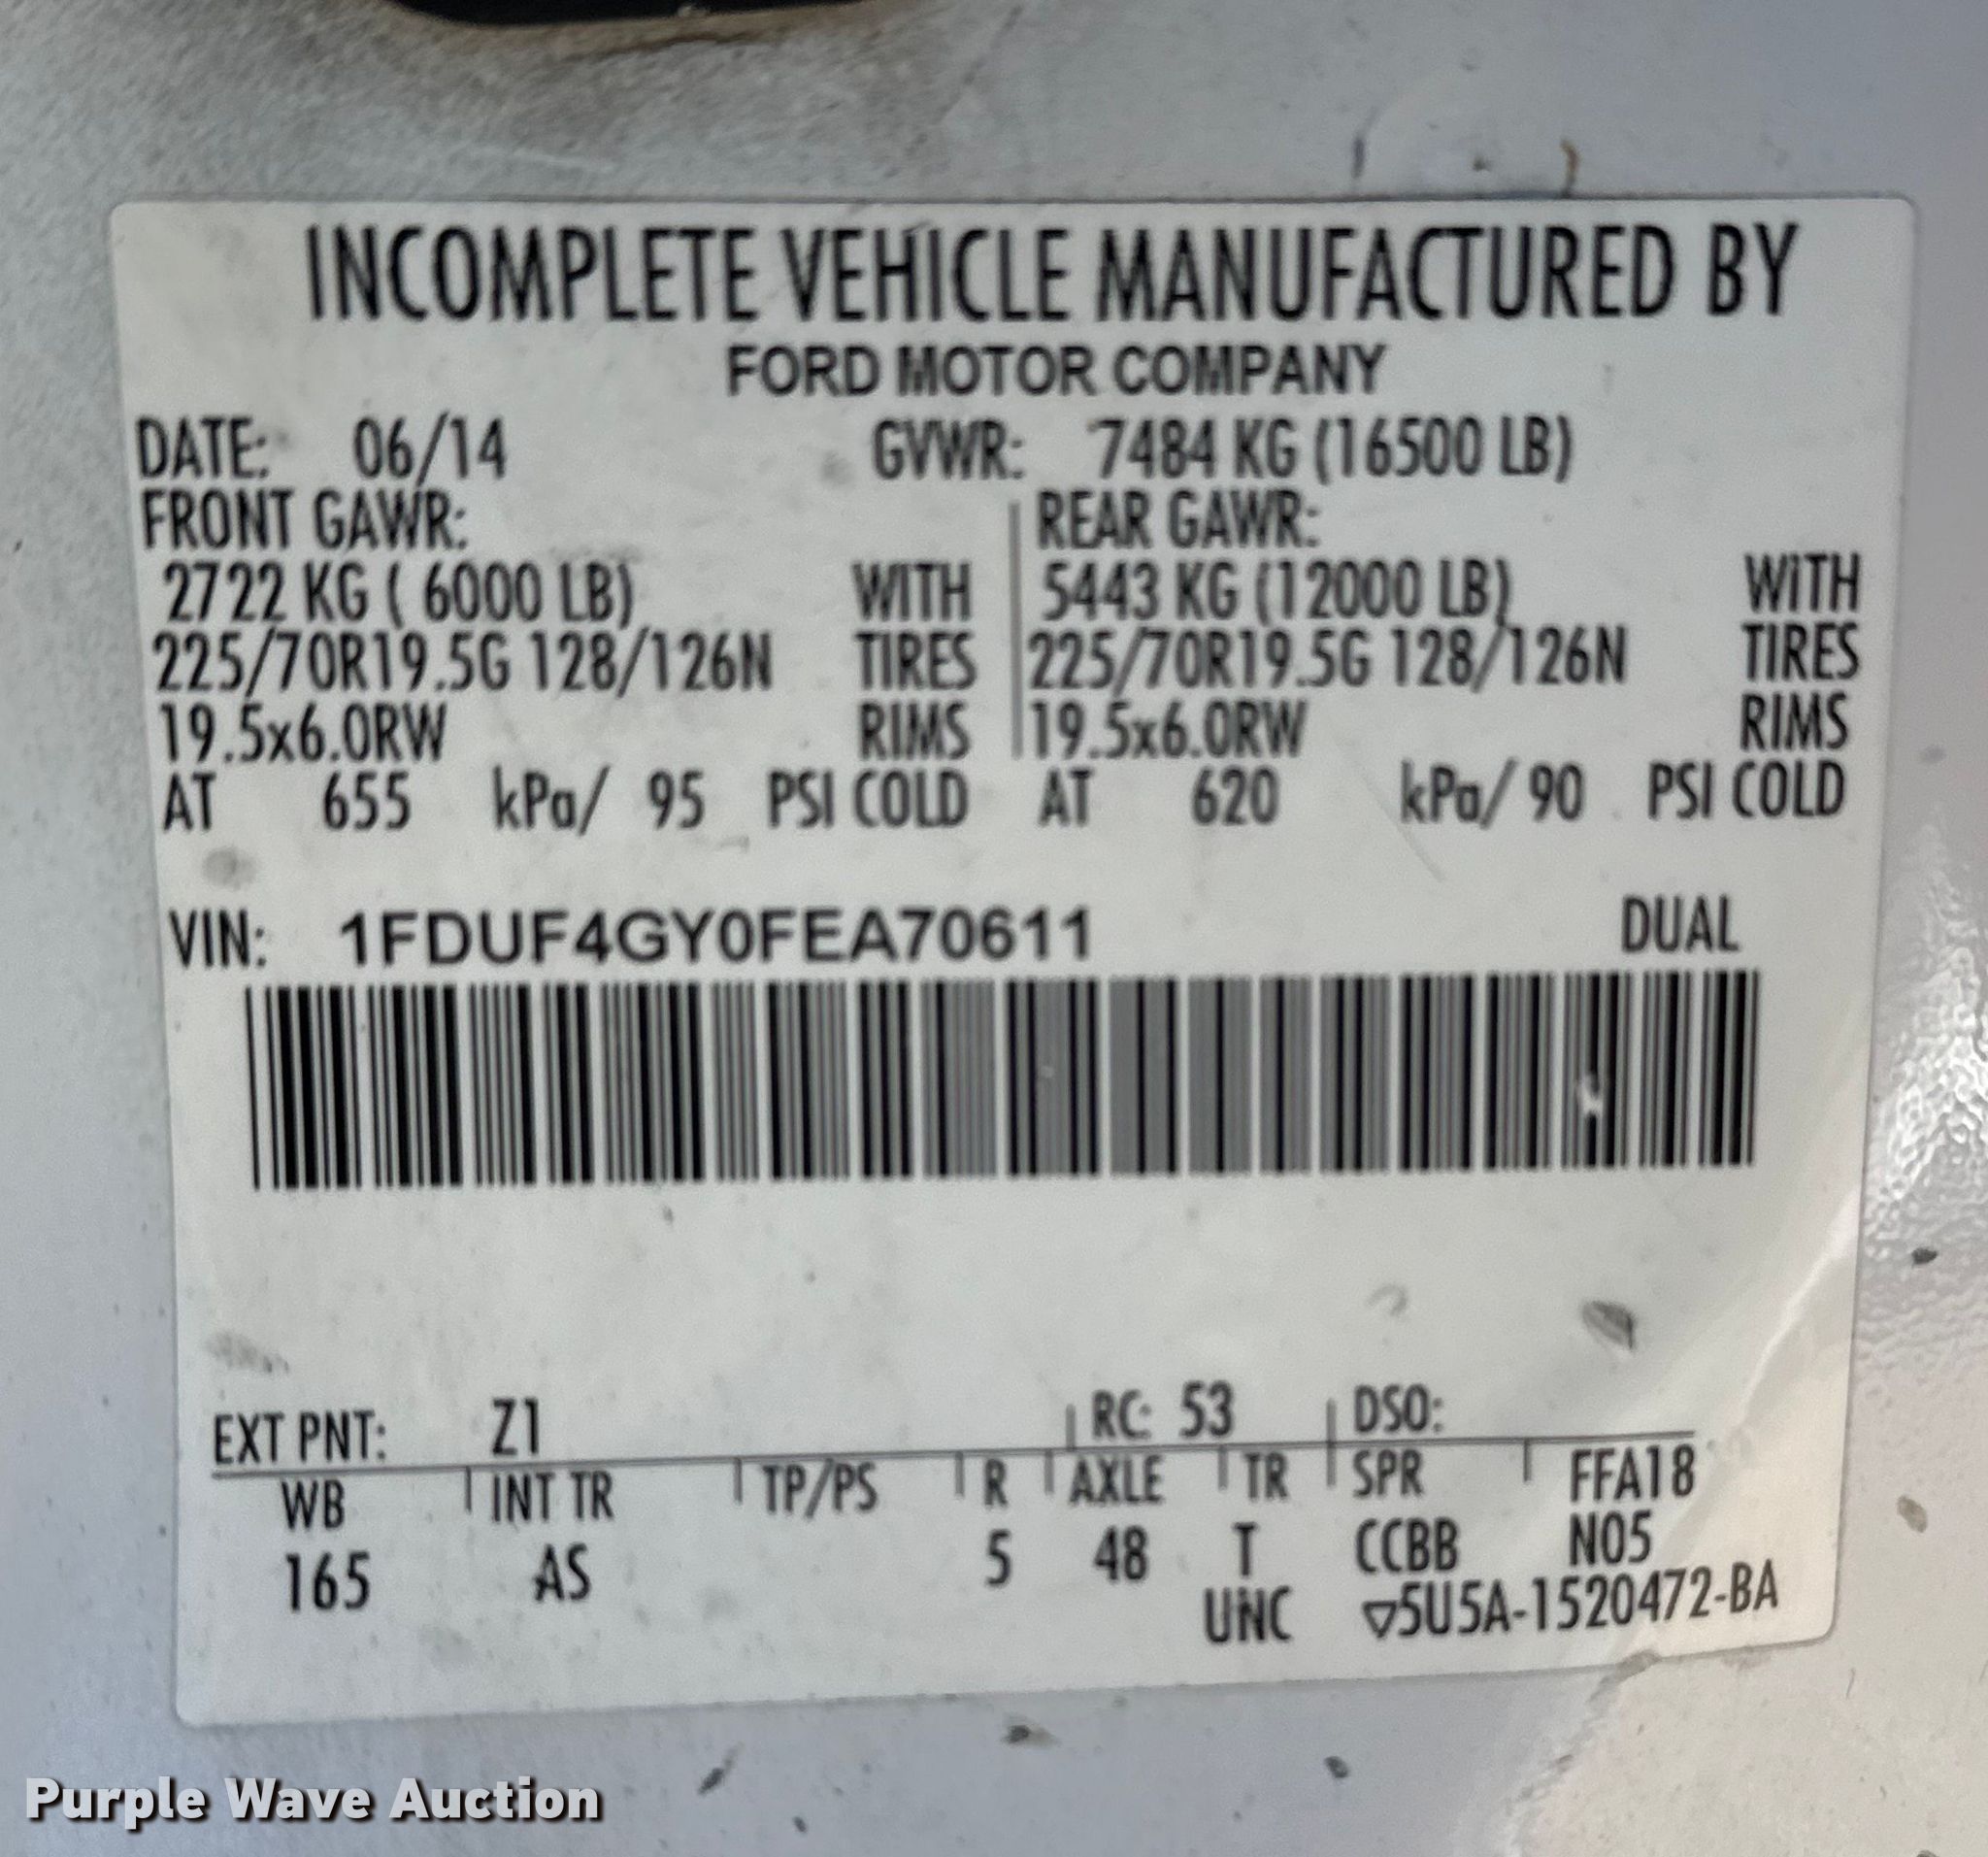 INCOMPLETE VEHICLE MANUFACTURED BY
FORD MOTOR COMPANY
DATE: 06/14 GVWR: 7484 KG (16500 LB)
FRONT GAWR: REAR GAWR:
2722 KG ( 6000 LB) WITH 5443 KG (12000 LB) WITH
225/70R19.5G 128/126N TIRES 225/70R19.5G 128/126N TIRES
19.5x6.0RW RIMS 19.5x6.0RW RIMS
AT 655 kPa/ 95 PSI COLD AT 620 kPa/ 90 PSI COLD
VIN: 1FDUF4GY0FEA70611 DUAL
EXT PNT: Z1 RC: 53 DSO:
WB INT TR TP/PS R AXLE TR SPR FFA18
165 AS 5 48 T CCBB N05
UNC ▽5U5A-1520472-BA
Purple Wave Auction